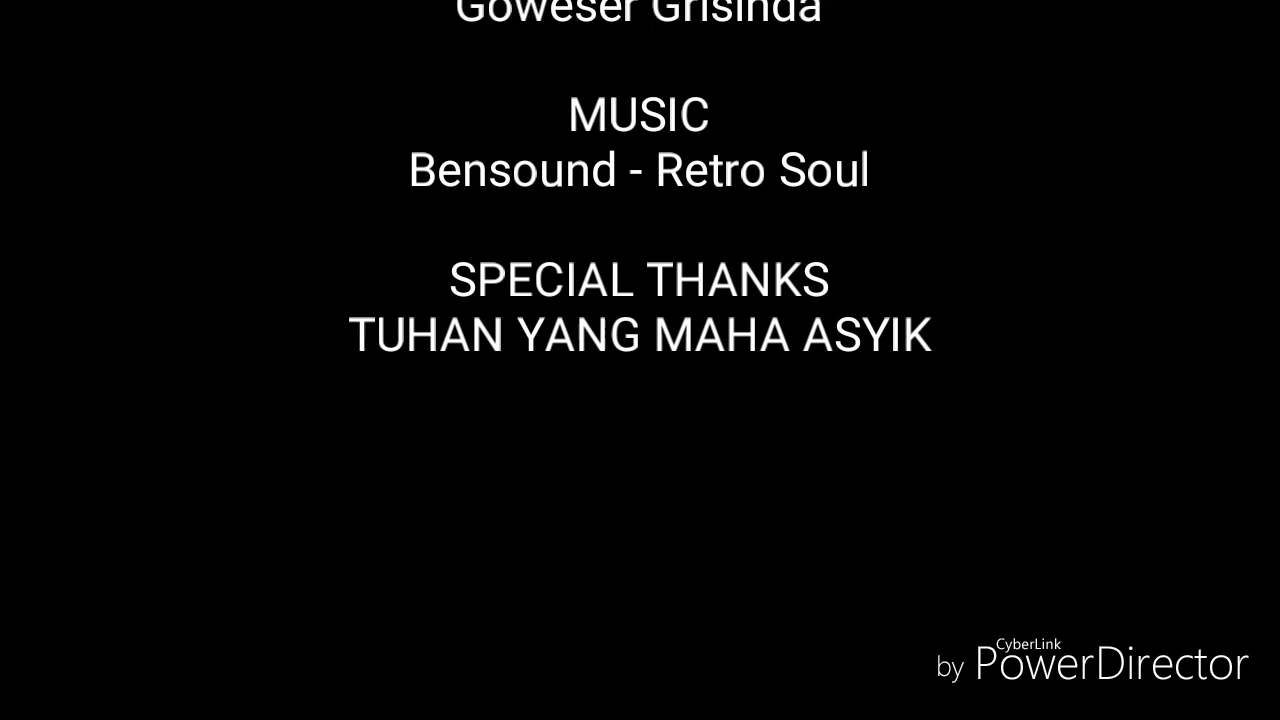 Goweser Grisinda
MUSIC
Bensound - Retro Soul
SPECIAL THANKS
TUHAN YANG MAHA ASYIK
CyberLink
by PowerDirector